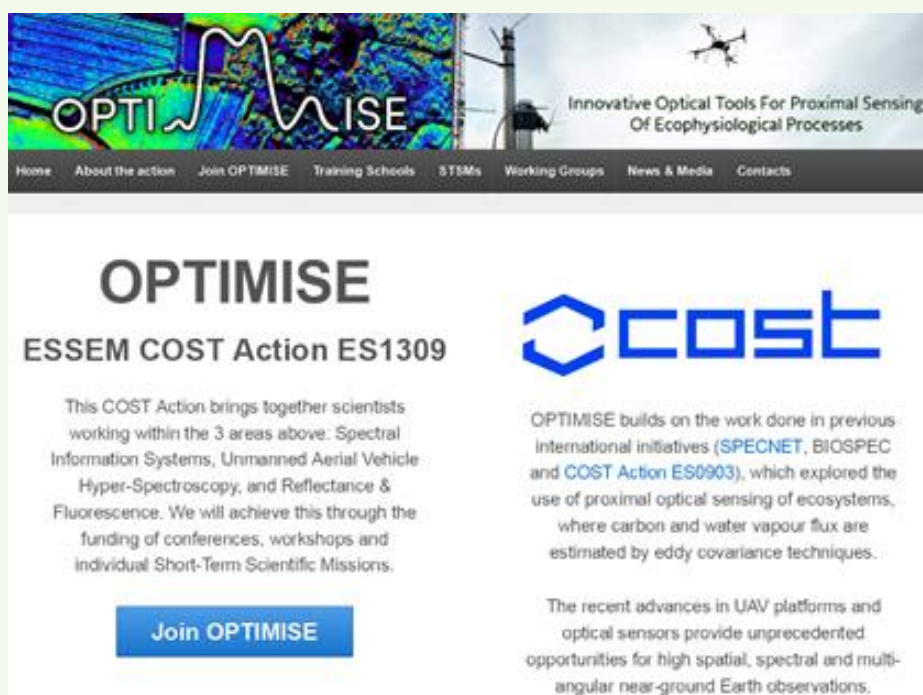 OPTIMISE
Innovative Optical Tools For Proximal Sensing
Of Ecophysiological Processes
Home About the action Join OPTIMISE Training Schools STSMs Working Groups News & Media Contacts
OPTIMISE
ESSEM COST Action ES1309
This COST Action brings together scientists
working within the 3 areas above: Spectral
Information Systems, Unmanned Aerial Vehicle
Hyper-Spectroscopy, and Reflectance &
Fluorescence. We will achieve this through the
funding of conferences, workshops and
individual Short-Term Scientific Missions.
Join OPTIMISE
cost
OPTIMISE builds on the work done in previous
international initiatives (SPECNET, BIOSPEC
and COST Action ES0903), which explored the
use of proximal optical sensing of ecosystems,
where carbon and water vapour flux are
estimated by eddy covariance techniques.
The recent advances in UAV platforms and
optical sensors provide unprecedented
opportunities for high spatial, spectral and multi-
angular near-ground Earth observations.